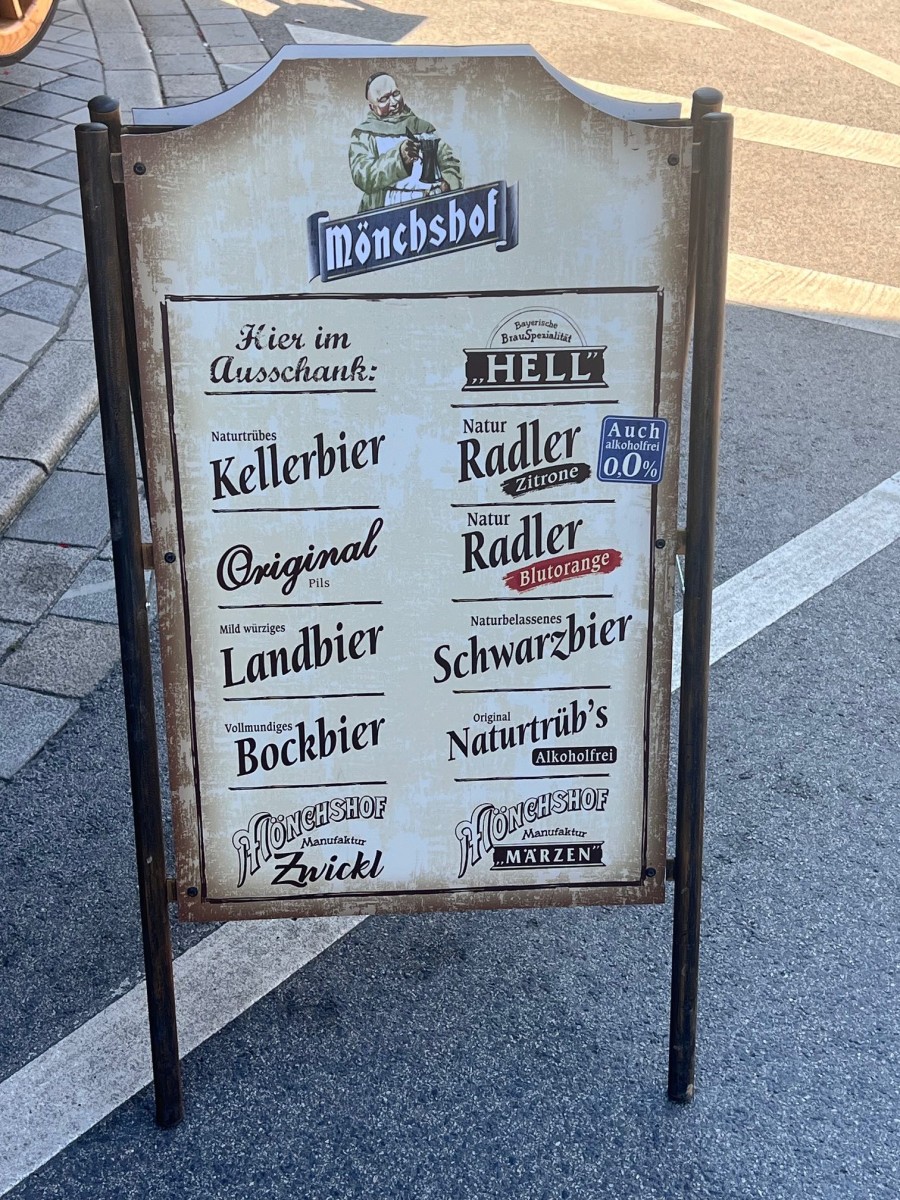 Mönchshof
Hier im
Ausschank:
Naturtrübes
Kellerbier
Original
Pils
Mild würziges
Landbier
Vollmundiges
Bockbier
MÖNCHSHOF
Manufaktur
Zwickl
Bayerische
BrauSpezialität
„HELL"
Natur
Radler
Zitrone
Auch
alkoholfrei
0,0%
Natur
Radler
Blutorange
Naturbelassenes
Schwarzbier
Original
Naturtrüb's
Alkoholfrei
MÖNCHSHOF
Manufaktur
„MÄRZEN"